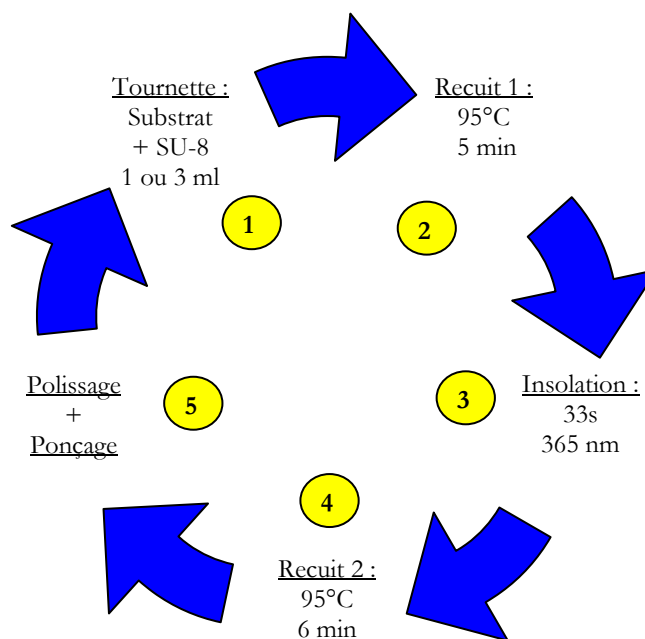 Tournette :
Substrat
+ SU-8
1 ou 3 ml
1
Recuit 1 :
95°C
5 min
2
Insolation :
33s
365 nm
3
Recuit 2 :
95°C
6 min
4
Polissage
+
Ponçage
5